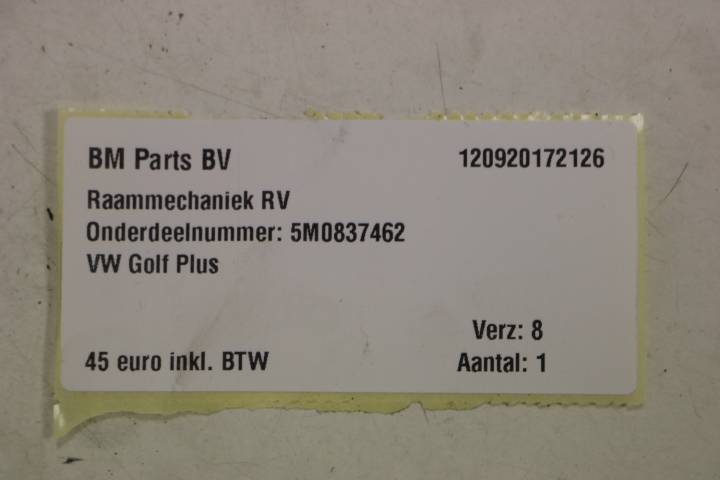 BM Parts BV 120920172126
Raammechaniek RV
Onderdeelnummer: 5M0837462
VW Golf Plus
Verz: 8
45 euro inkl. BTW Aantal: 1